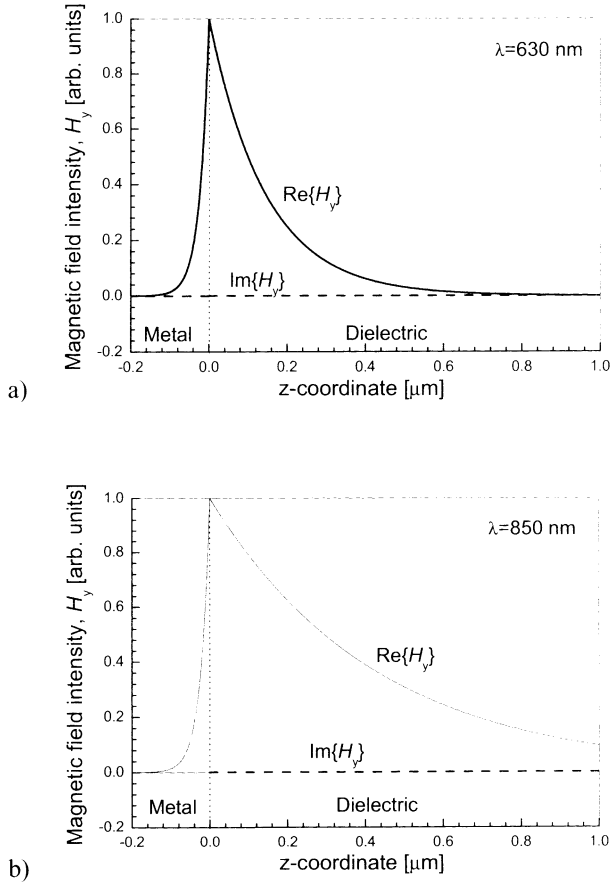 Magnetic field intensity, Hy [arb. units]
1.0
0.8
0.6
0.4
0.2
0.0
-0.2
λ=630 nm
Re{Hy}
Im{Hy}
Metal
Dielectric
-0.2 0.0 0.2 0.4 0.6 0.8 1.0
z-coordinate [μm]
a)
Magnetic field intensity, Hy [arb. units]
1.0
0.8
0.6
0.4
0.2
0.0
-0.2
λ=850 nm
Re{Hy}
Im{Hy}
Metal
Dielectric
-0.2 0.0 0.2 0.4 0.6 0.8 1.0
z-coordinate [μm]
b)